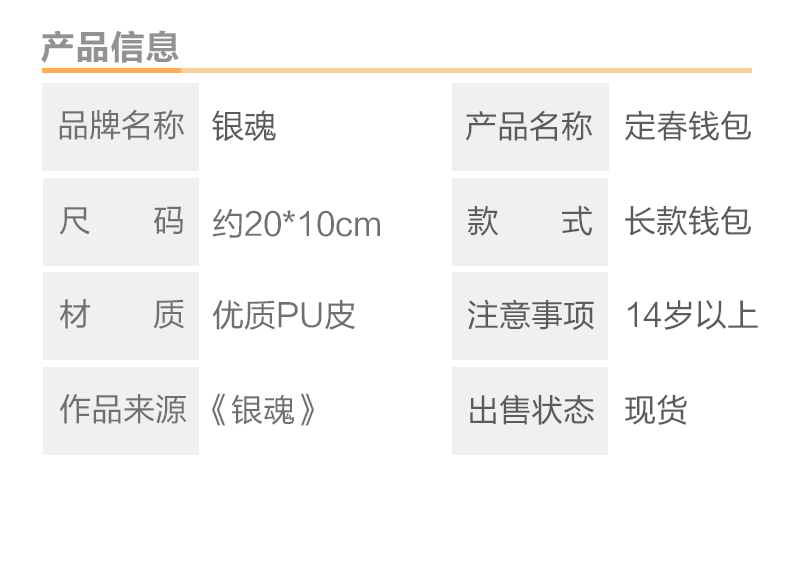 产品信息
品牌名称 银魂 产品名称 定春钱包
尺 码 约20*10cm 款 式 长款钱包
材 质 优质PU皮 注意事项 14岁以上
作品来源 《银魂》 出售状态 现货